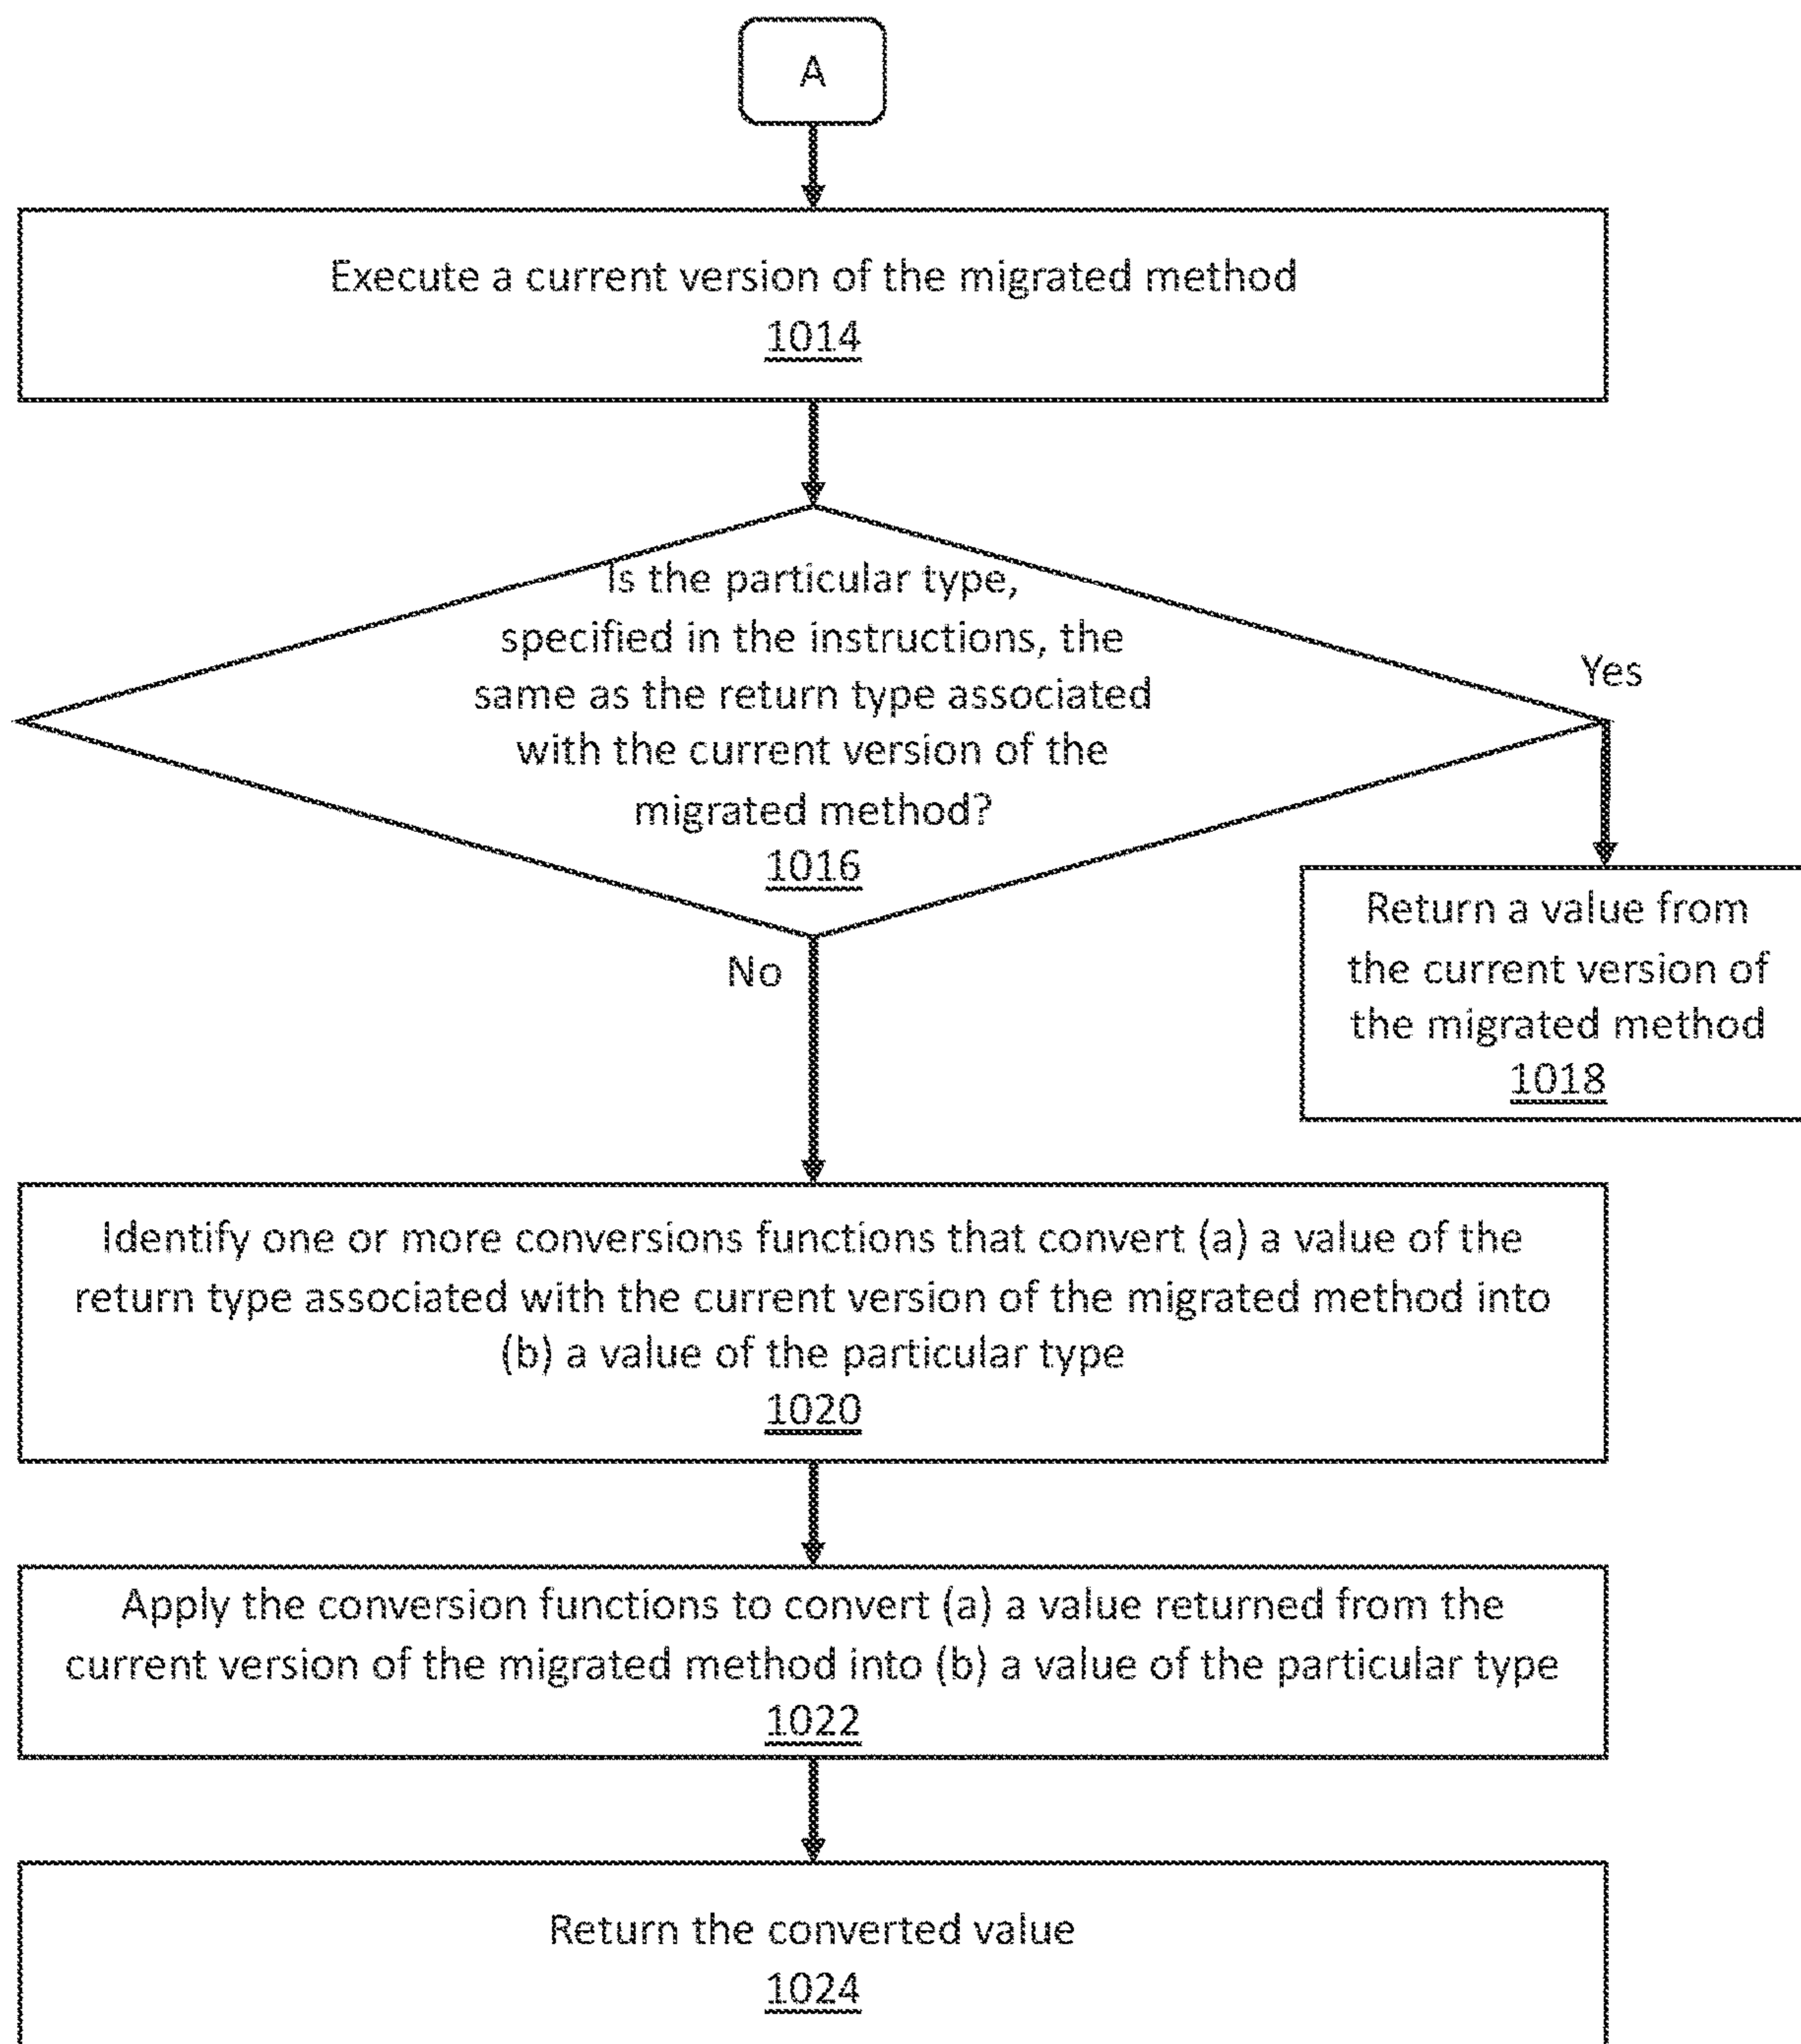 A
Execute a current version of the migrated method
1014
Is the particular type,
specified in the instructions, the
same as the return type associated
with the current version of the
migrated method?
1016
Yes
No
Return a value from
the current version of
the migrated method
1018
Identify one or more conversions functions that convert (a) a value of the
return type associated with the current version of the migrated method into
(b) a value of the particular type
1020
Apply the conversion functions to convert (a) a value returned from the
current version of the migrated method into (b) a value of the particular type
1022
Return the converted value
1024